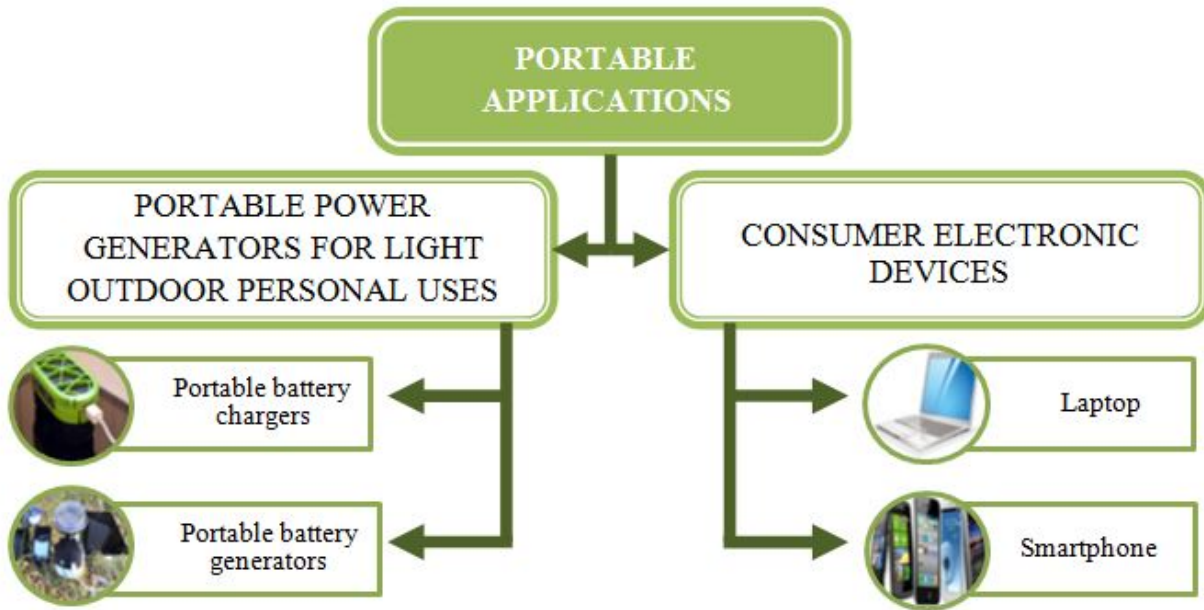 PORTABLE
APPLICATIONS
PORTABLE POWER
GENERATORS FOR LIGHT
OUTDOOR PERSONAL USES
CONSUMER ELECTRONIC
DEVICES
Portable battery
chargers
Portable battery
generators
Laptop
Smartphone